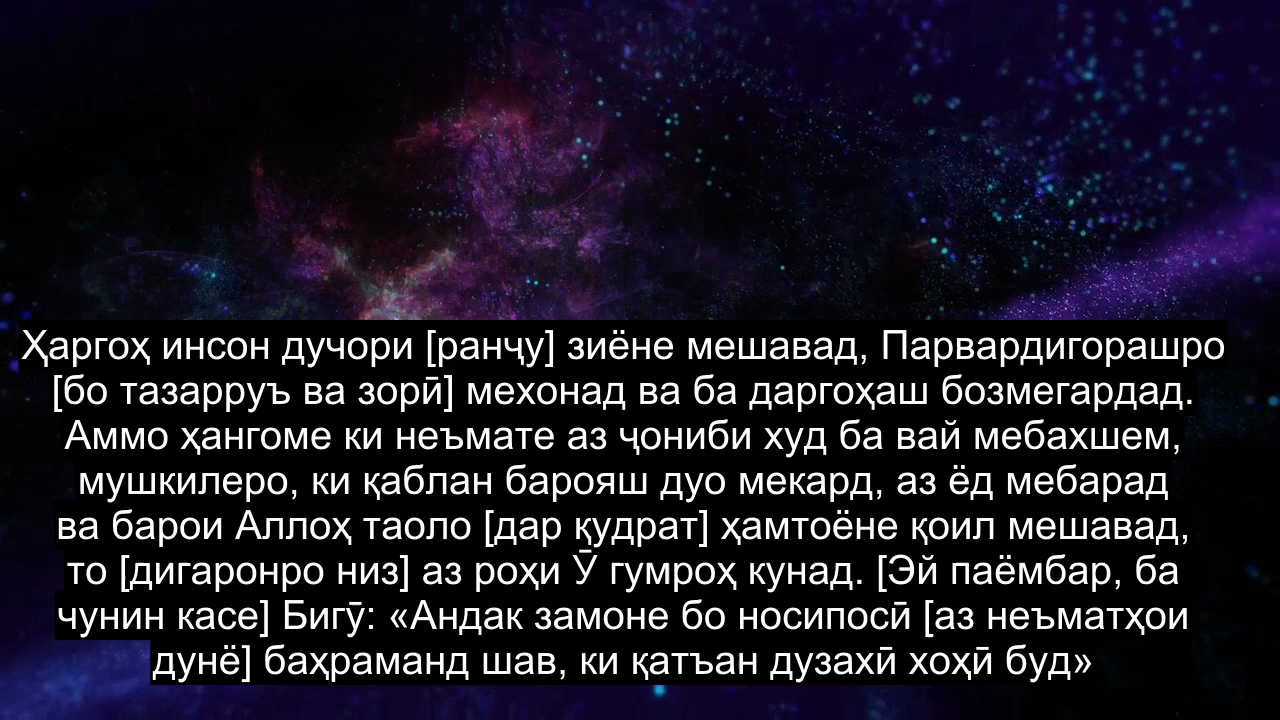 Ҳаргоҳ инсон дучори [ранҷу] зиёне мешавад, Парвардигорашро
[бо тазарруъ ва зорӣ] мехонад ва ба даргоҳаш бозмегардад.
Аммо ҳангоме ки неъмате аз ҷониби худ ба вай мебахшем,
мушкилеро, ки қаблан барояш дуо мекард, аз ёд мебарад
ва барои Аллоҳ таоло [дар қудрат] ҳамтоёне қоил мешавад,
то [дигаронро низ] аз роҳи Ӯ гумроҳ кунад. [Эй паёмбар, ба
чунин касе] Бигӯ: «Андак замоне бо носипосӣ [аз неъматҳои
дунё] баҳраманд шав, ки қатъан дузахӣ хоҳӣ буд»